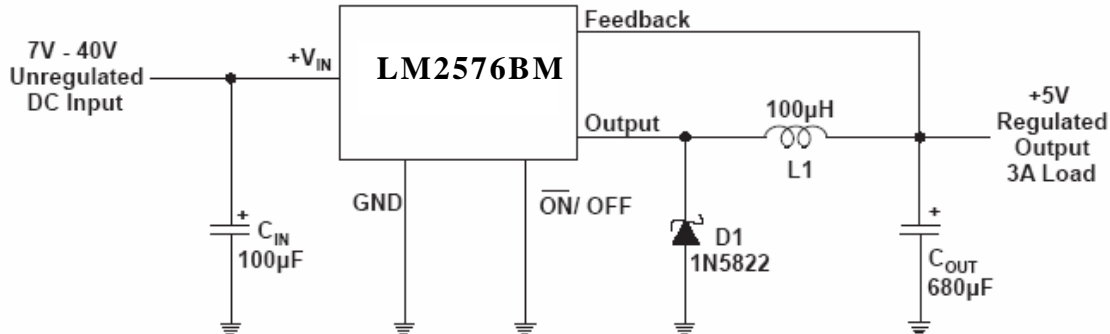 Feedback
7V - 40V
Unregulated
DC Input
+V_IN
LM2576BM
Output
100µH
L1
+5V
Regulated
Output
3A Load
GND
O̅N̅/ OFF
+
C_IN
100µF
D1
1N5822
+
C_OUT
680µF